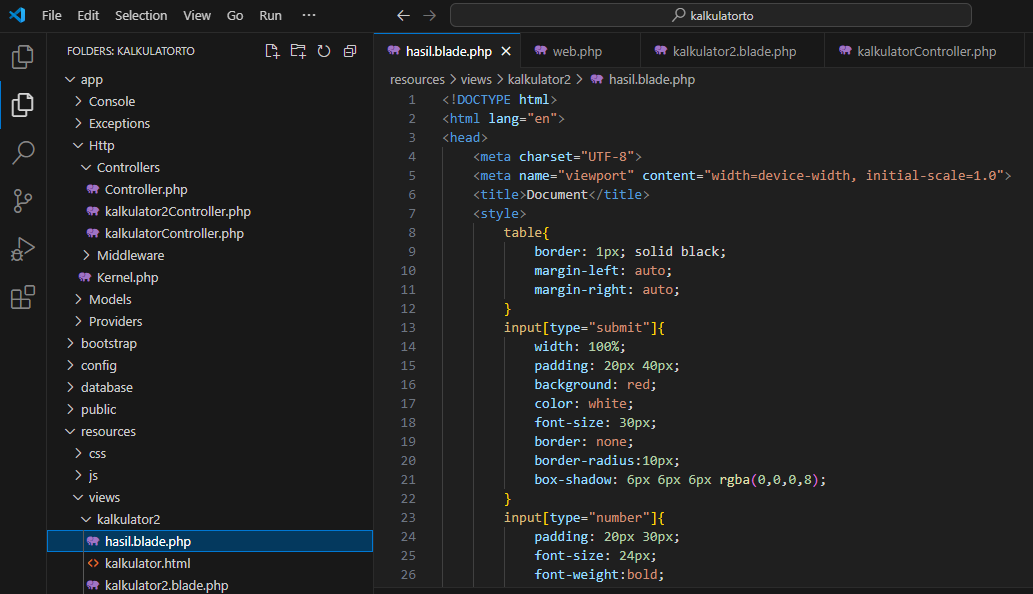 File Edit Selection View Go Run ··· kalkulatorto
FOLDERS: KALKULATORTO
app
Console
Exceptions
Http
Controllers
Controller.php
kalkulator2Controller.php
kalkulatorController.php
Middleware
Kernel.php
Models
Providers
bootstrap
config
database
public
resources
css
js
views
kalkulator2
hasil.blade.php
kalkulator.html
kalkulator2.blade.php
hasil.blade.php web.php kalkulator2.blade.php kalkulatorController.php
resources > views > kalkulator2 > hasil.blade.php
1 <!DOCTYPE html>
2 <html lang="en">
3 <head>
4 <meta charset="UTF-8">
5 <meta name="viewport" content="width=device-width, initial-scale=1.0">
6 <title>Document</title>
7 <style>
8 table{
9 border: 1px; solid black;
10 margin-left: auto;
11 margin-right: auto;
12 }
13 input[type="submit"]{
14 width: 100%;
15 padding: 20px 40px;
16 background: red;
17 color: white;
18 font-size: 30px;
19 border: none;
20 border-radius:10px;
21 box-shadow: 6px 6px 6px rgba(0,0,0,8);
22 }
23 input[type="number"]{
24 padding: 20px 30px;
25 font-size: 24px;
26 font-weight:bold;